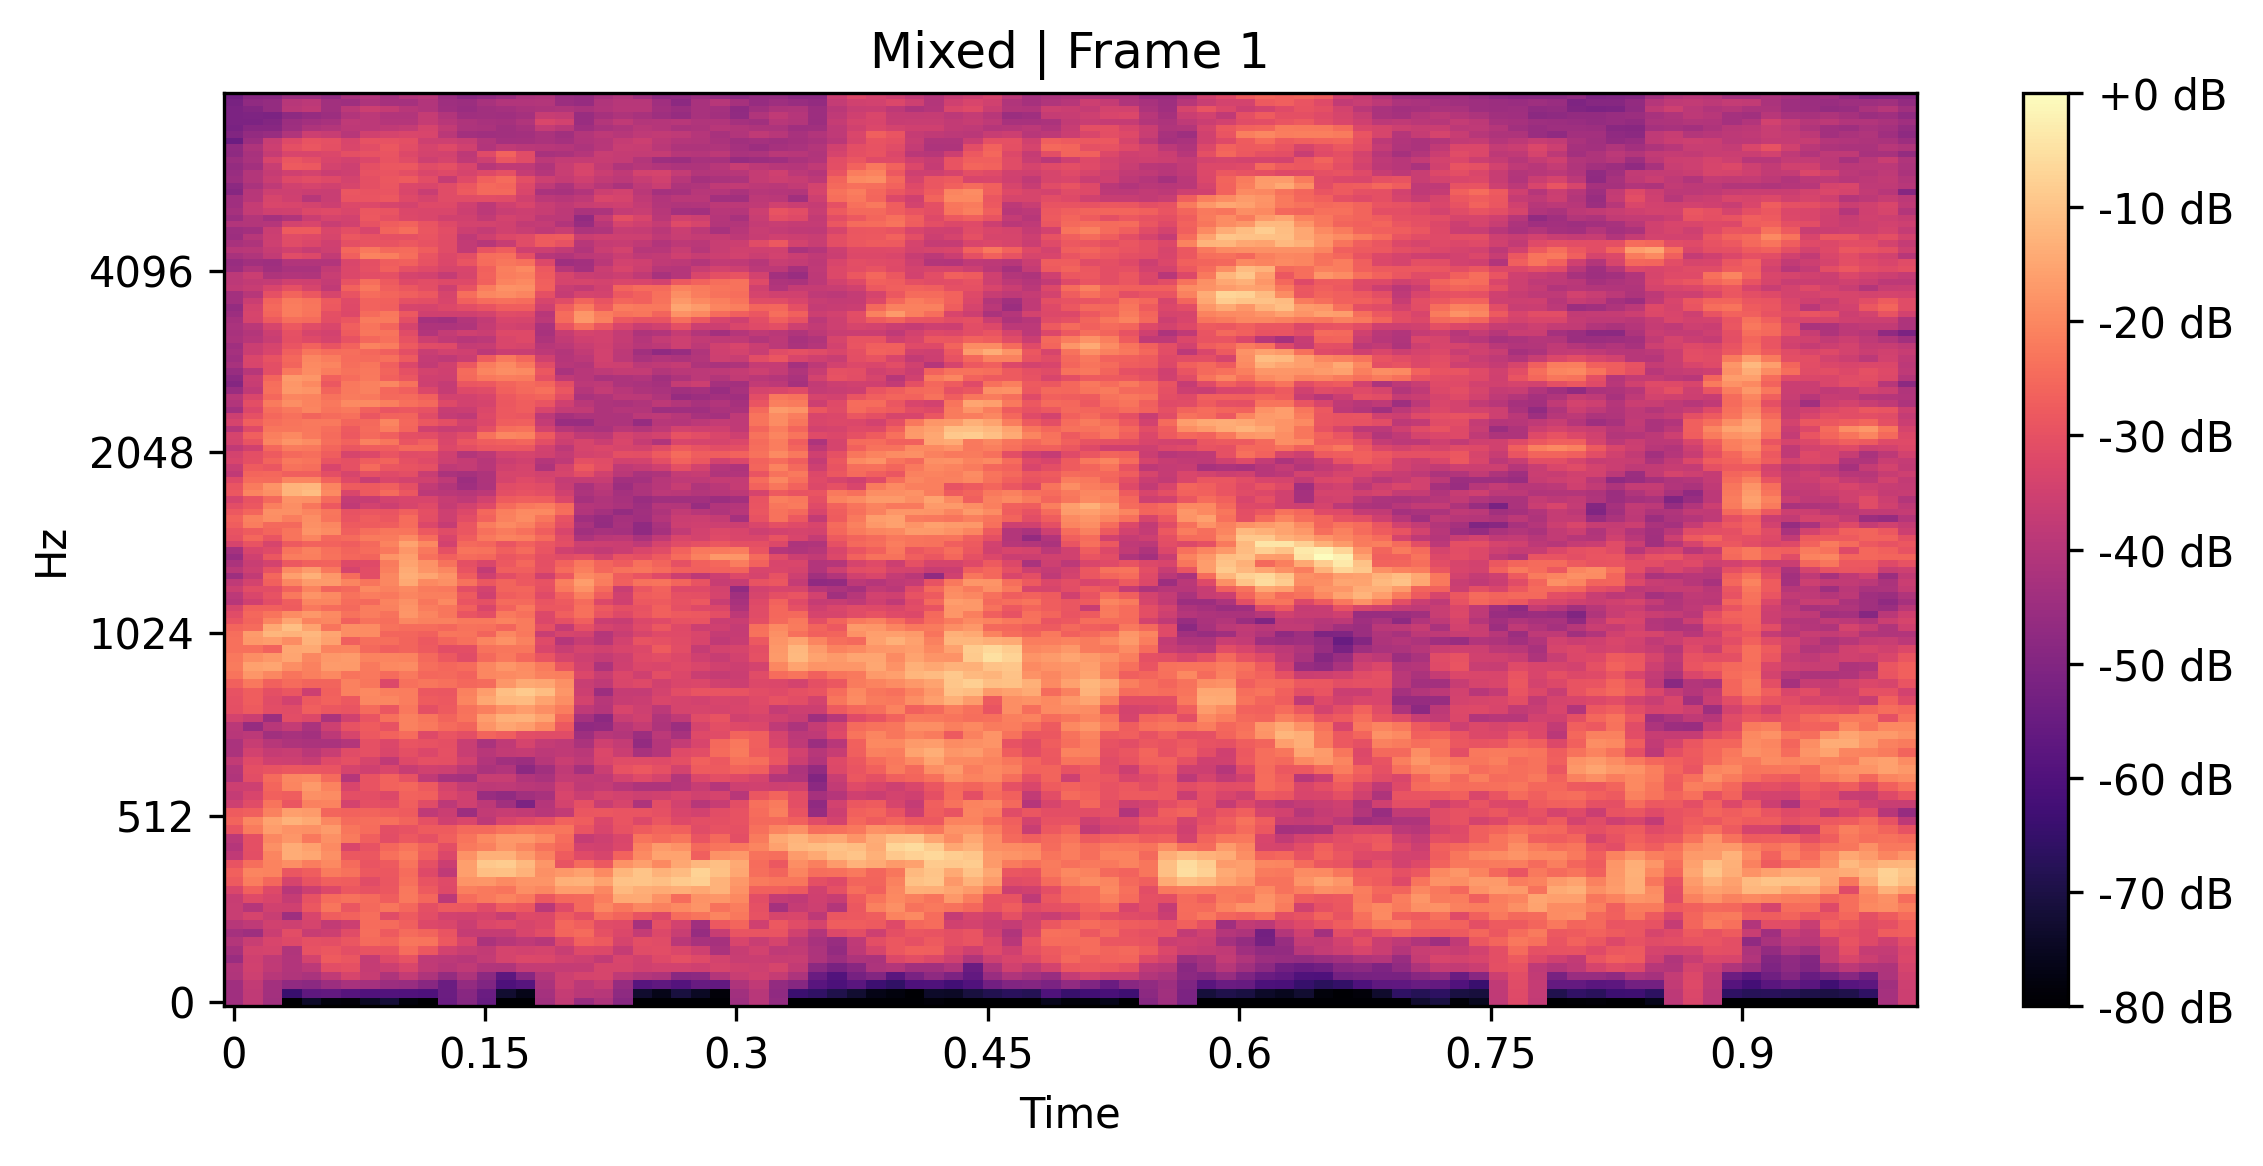 Mixed | Frame 1
Hz
4096
2048
1024
512
0
0 0.15 0.3 0.45 0.6 0.75 0.9
Time
+0 dB
-10 dB
-20 dB
-30 dB
-40 dB
-50 dB
-60 dB
-70 dB
-80 dB